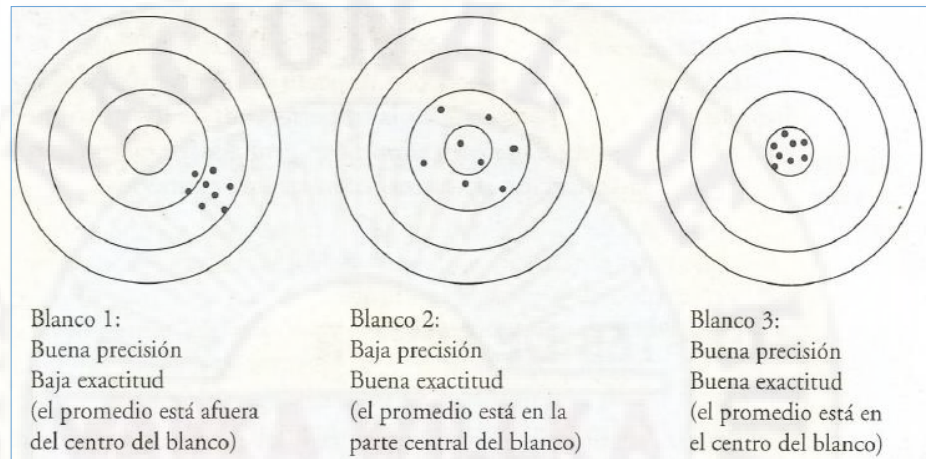 Blanco 1:
Buena precisión
Baja exactitud
(el promedio está afuera
del centro del blanco)
Blanco 2:
Baja precisión
Buena exactitud
(el promedio está en la
parte central del blanco)
Blanco 3:
Buena precisión
Buena exactitud
(el promedio está en
el centro del blanco)